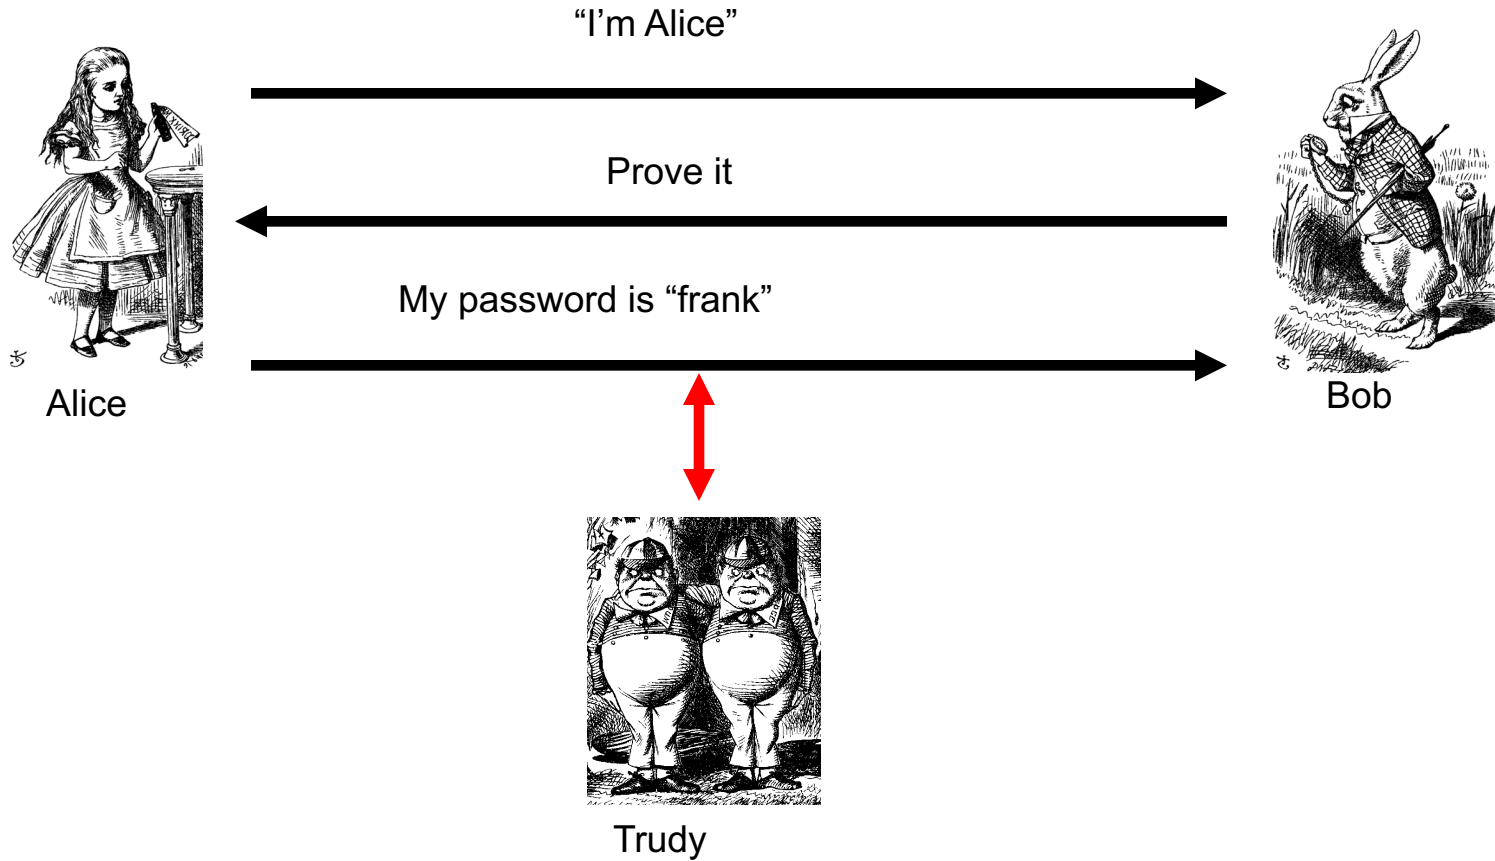 “I’m Alice”
Prove it
My password is “frank”
Alice
Bob
Trudy